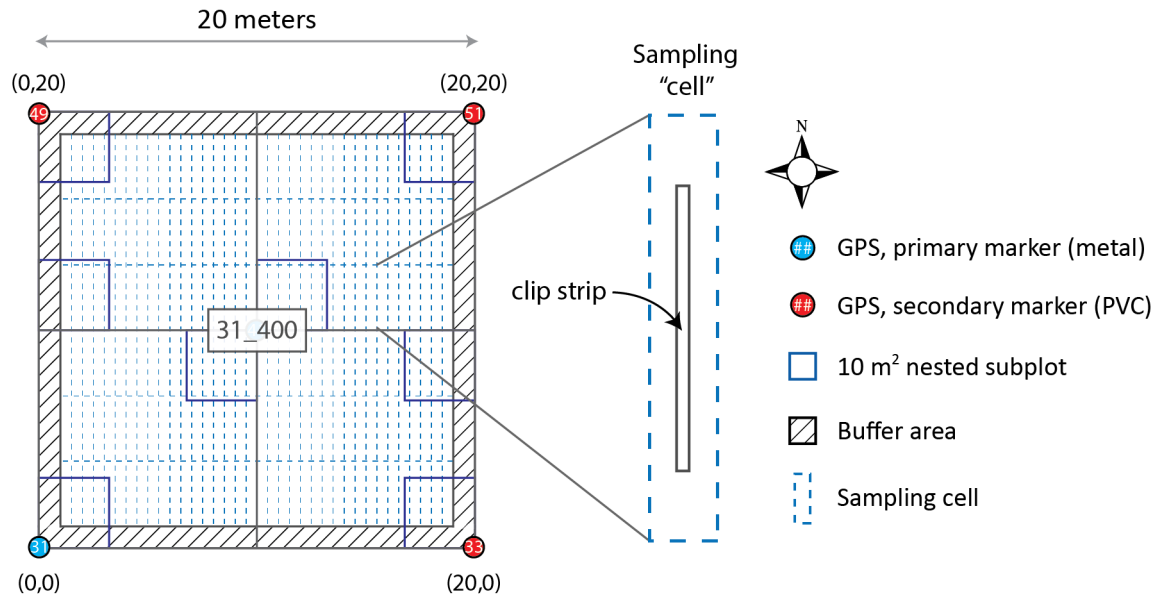 20 meters
(0,20)
(20,20)
49
51
31_400
31
33
(0,0)
(20,0)
Sampling
“cell”
clip strip
N
## GPS, primary marker (metal)
## GPS, secondary marker (PVC)
10 m² nested subplot
Buffer area
Sampling cell